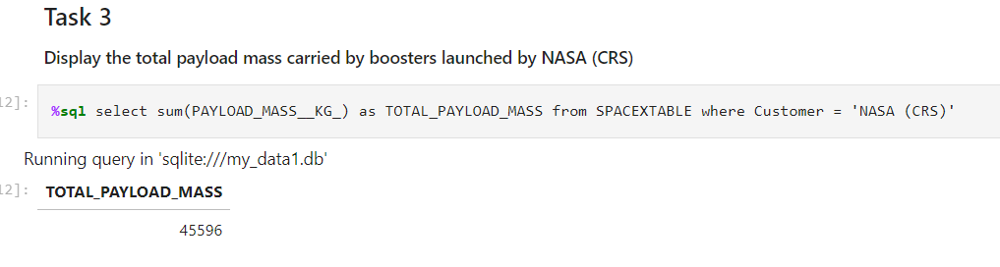 Task 3
Display the total payload mass carried by boosters launched by NASA (CRS)
12]: %sql select sum(PAYLOAD_MASS__KG_) as TOTAL_PAYLOAD_MASS from SPACEXTABLE where Customer = 'NASA (CRS)'
Running query in 'sqlite:///my_data1.db'
12]: TOTAL_PAYLOAD_MASS
45596